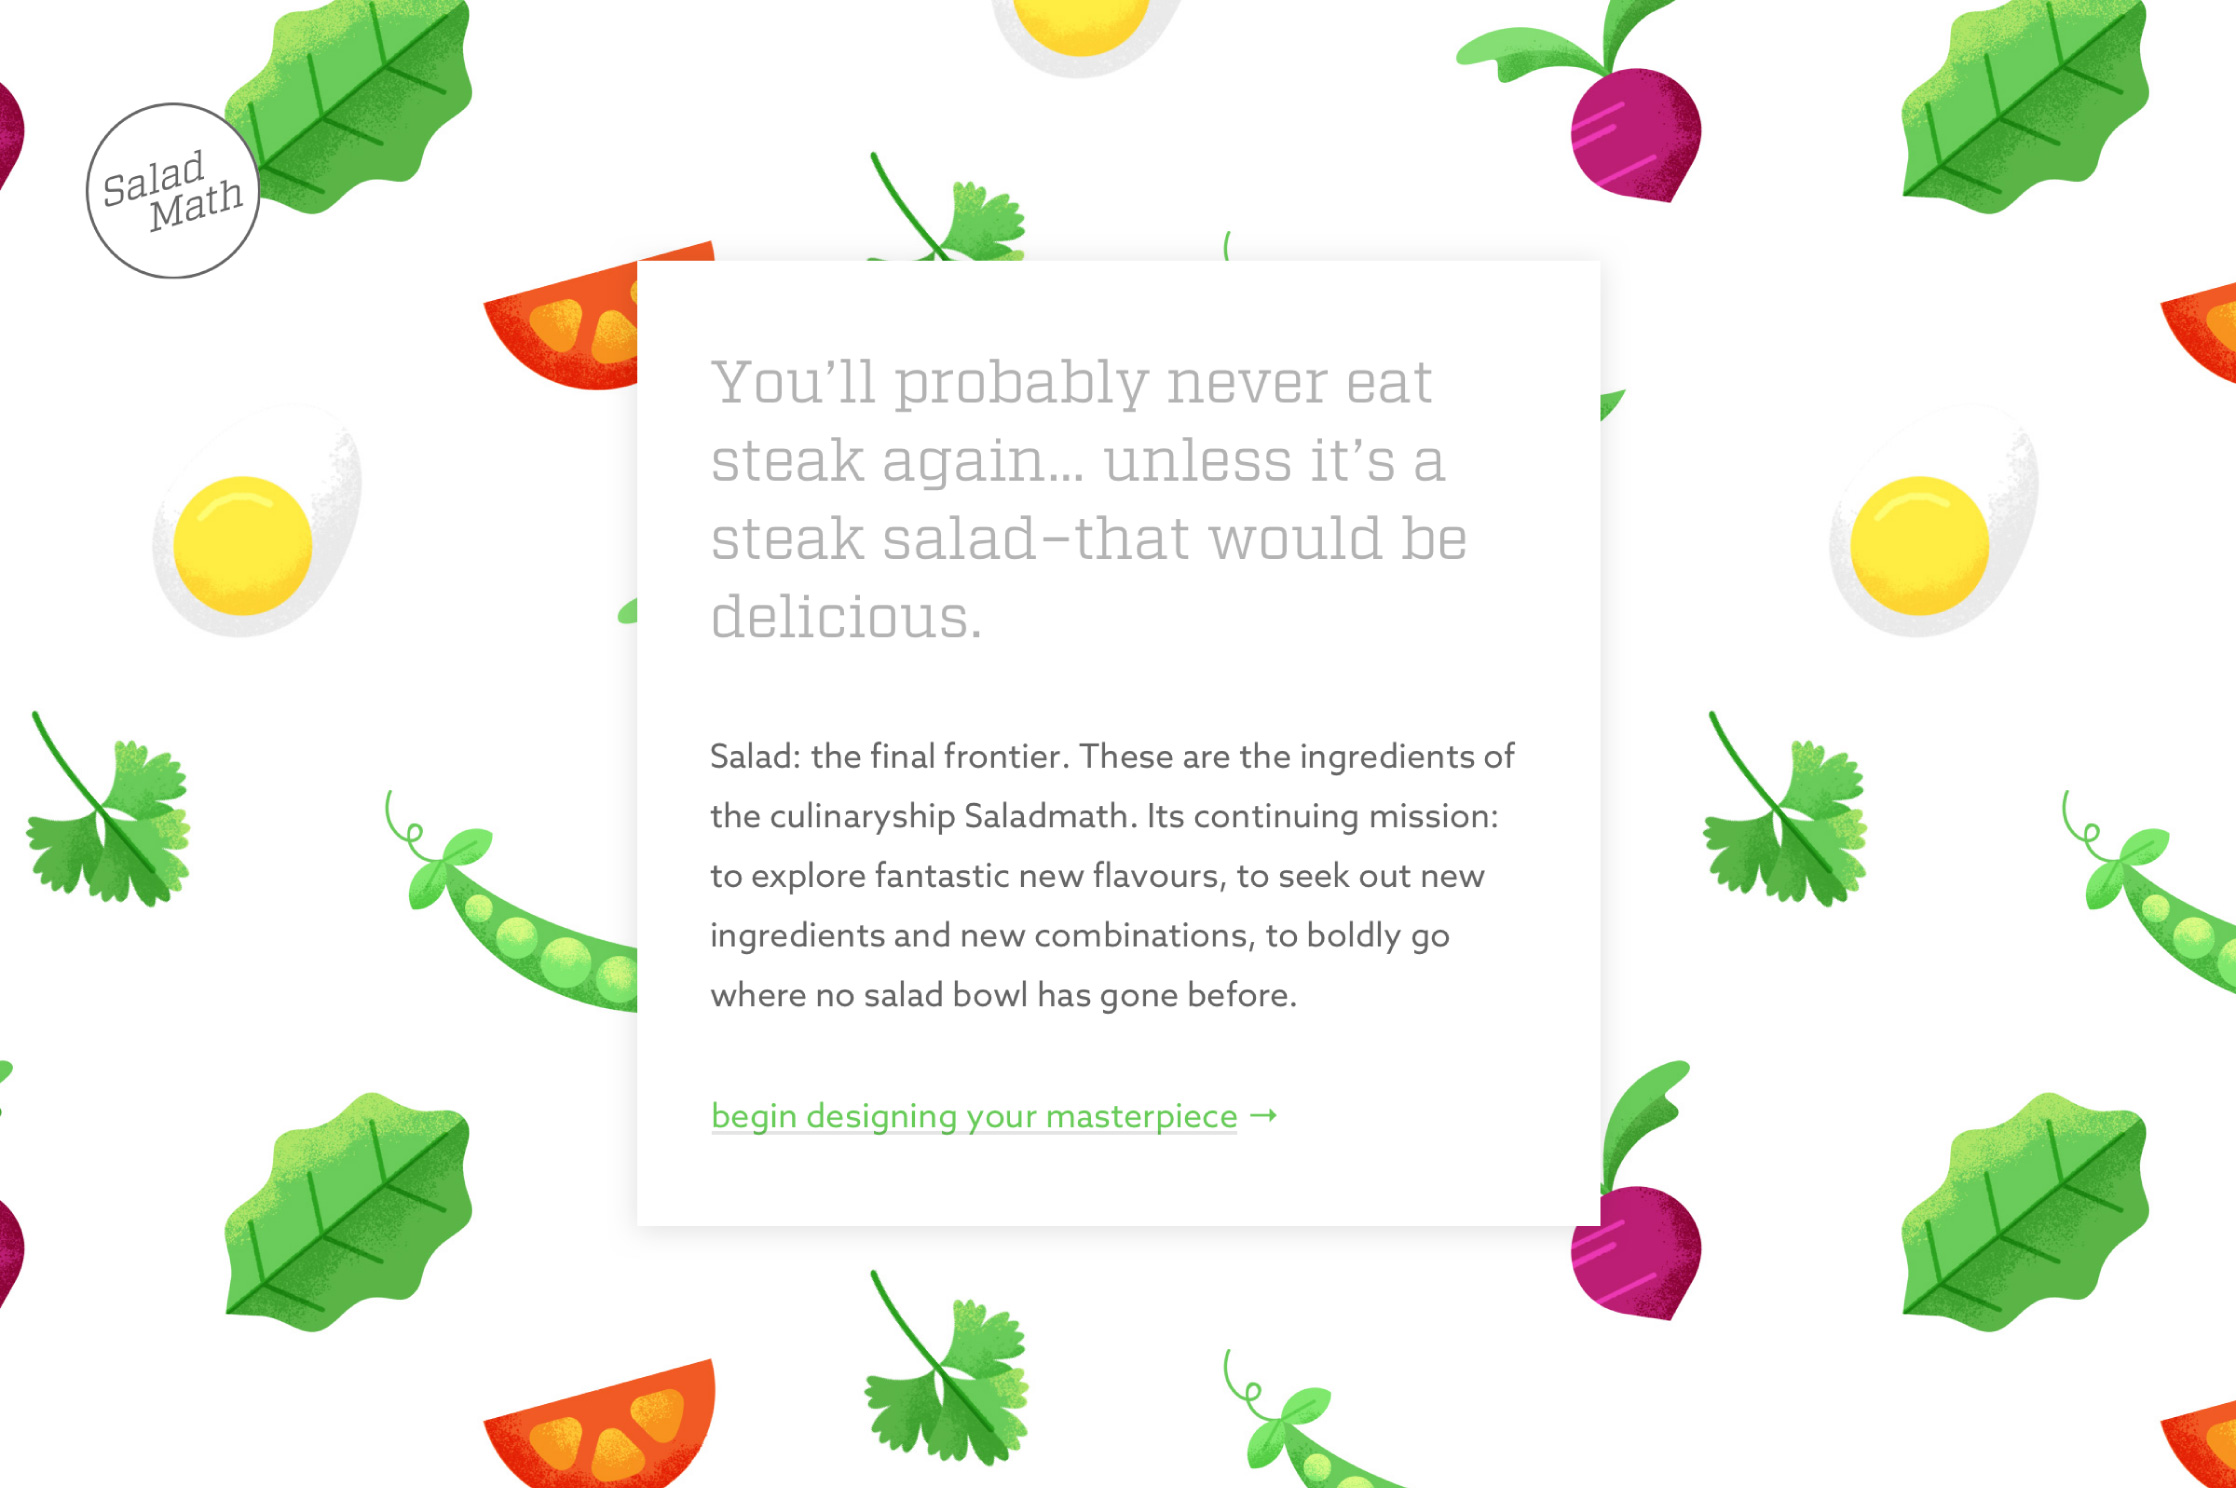 Salad
Math
You’ll probably never eat
steak again… unless it’s a
steak salad–that would be
delicious.
Salad: the final frontier. These are the ingredients of
the culinaryship Saladmath. Its continuing mission:
to explore fantastic new flavours, to seek out new
ingredients and new combinations, to boldly go
where no salad bowl has gone before.
begin designing your masterpiece →